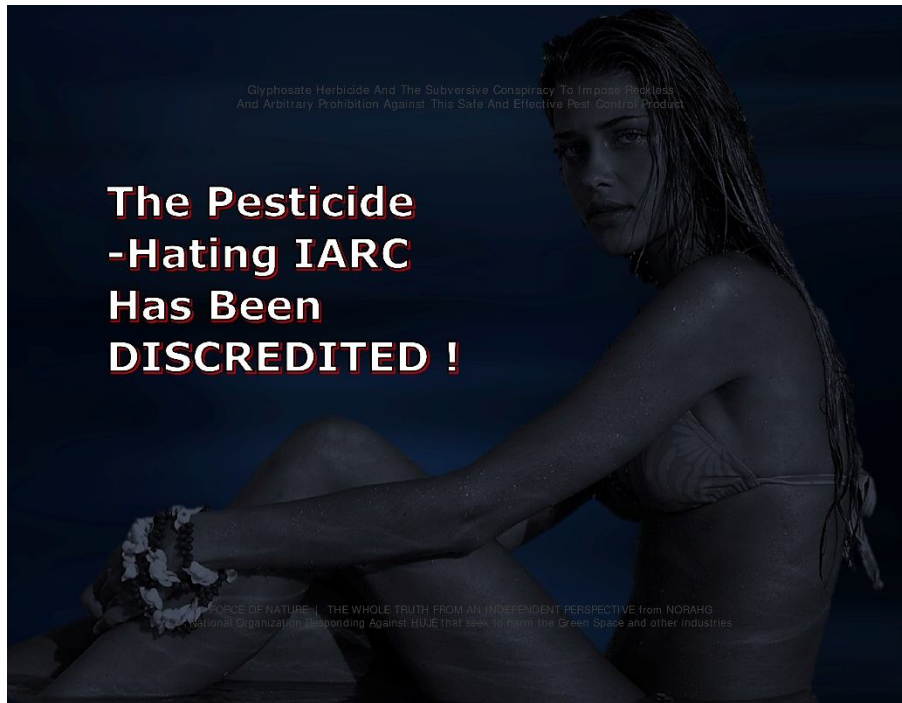 Glyphosate Herbicide And The Subversive Conspiracy To Impose Reckless
And Arbitrary Prohibition Against This Safe And Effective Pest Control Product
The Pesticide
-Hating IARC
Has Been
DISCREDITED !
FORCE OF NATURE | THE WHOLE TRUTH FROM AN INDEPENDENT PERSPECTIVE from NORAHG
National Organization Responding Against HUJE that seek to harm the Green Space and other industries